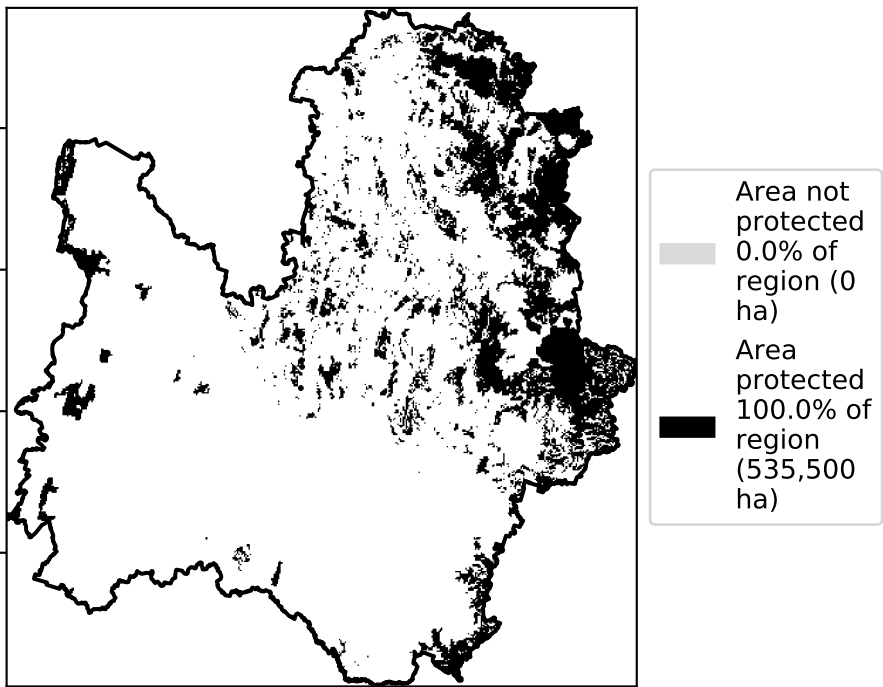 Area not
protected
0.0% of
region (0
ha)
Area
protected
100.0% of
region
(535,500
ha)